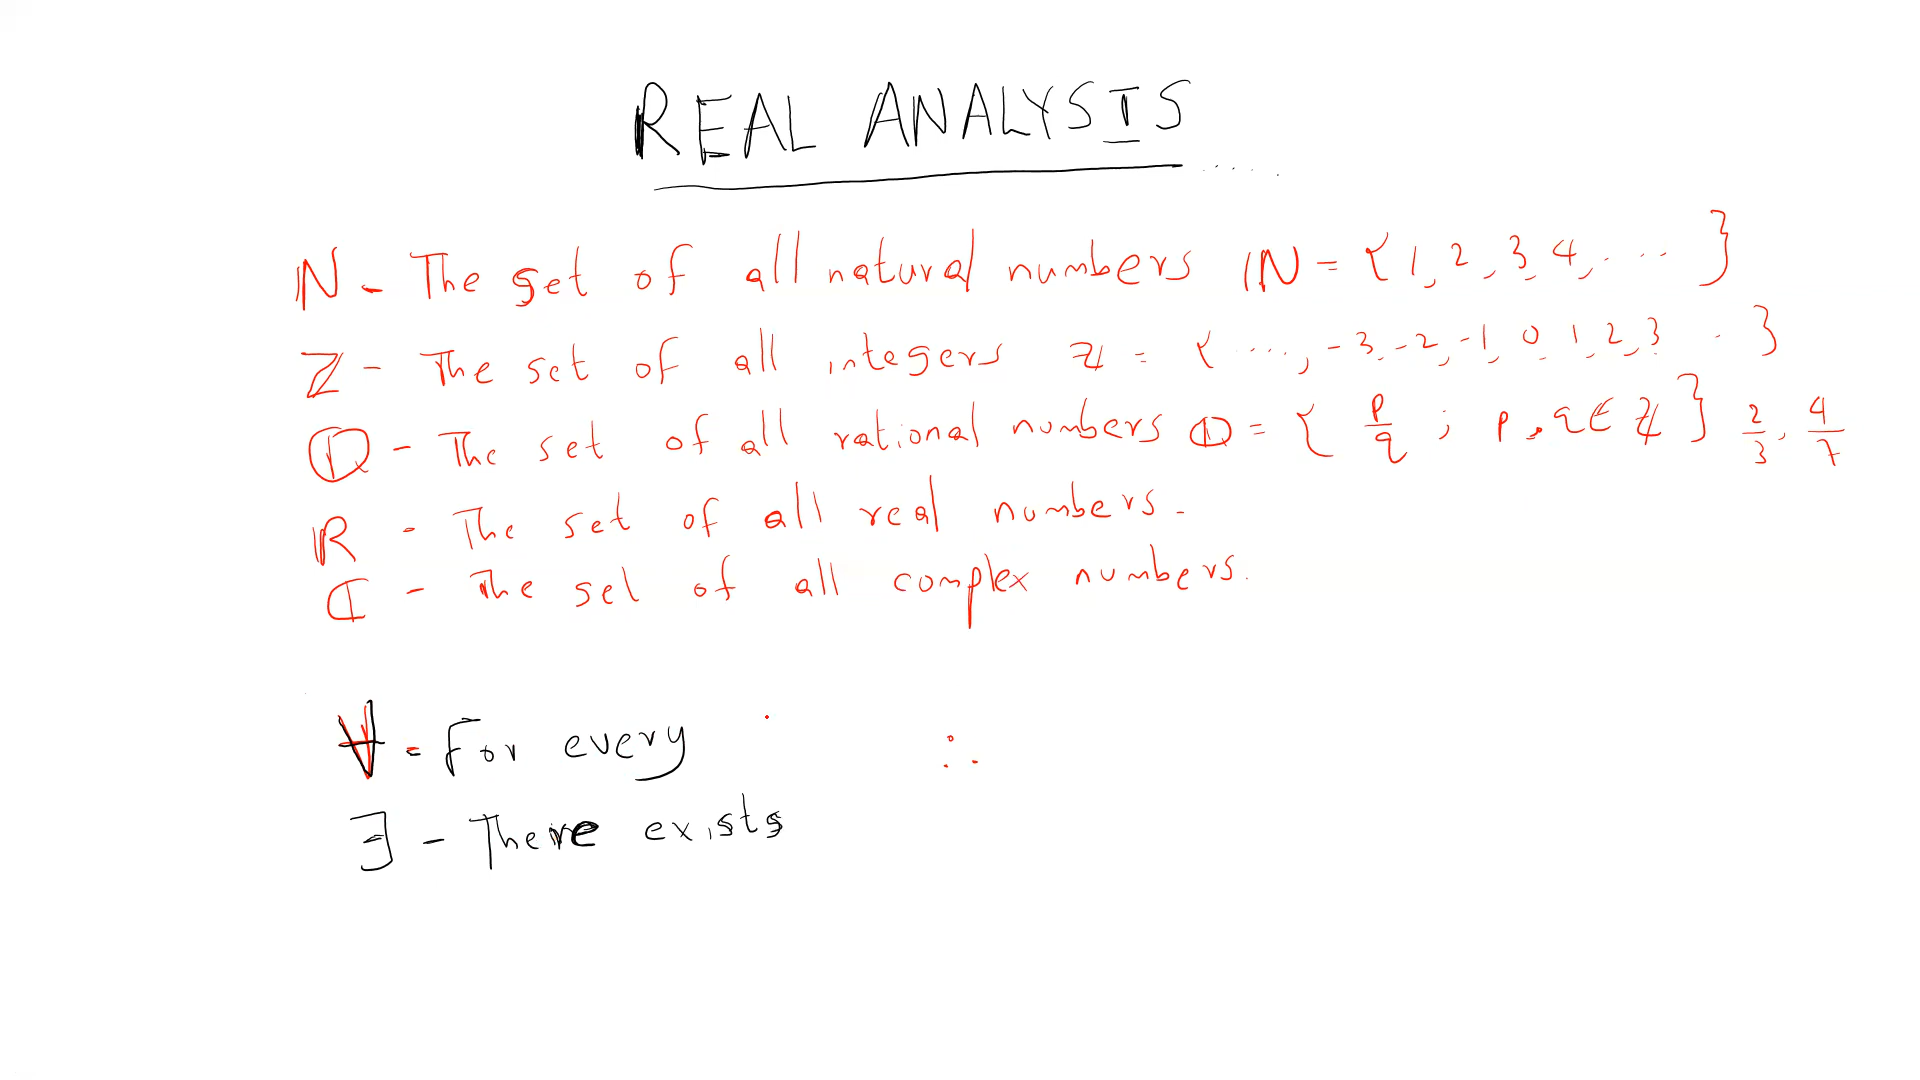 REAL ANALYSIS .....
ℕ - The set of all natural numbers ℕ = { 1, 2, 3, 4, .... }
ℤ - The set of all integers ℤ = { ...., -3, -2, -1, 0, 1, 2, 3 . }
ℚ - The set of all rational numbers ℚ = { p/q ; p, q ∈ ℤ } 2/3, 4/7
ℝ - The set of all real numbers.
ℂ - The set of all complex numbers.
∀ - For every ∴
∃ - There exists